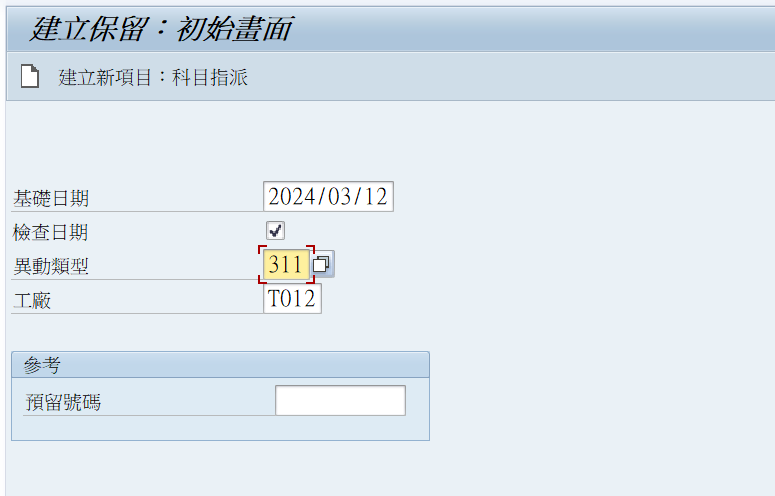 建立保留：初始畫面
建立新項目：科目指派
基礎日期 2024/03/12
檢查日期
異動類型 311
工廠 T012
參考
預留號碼